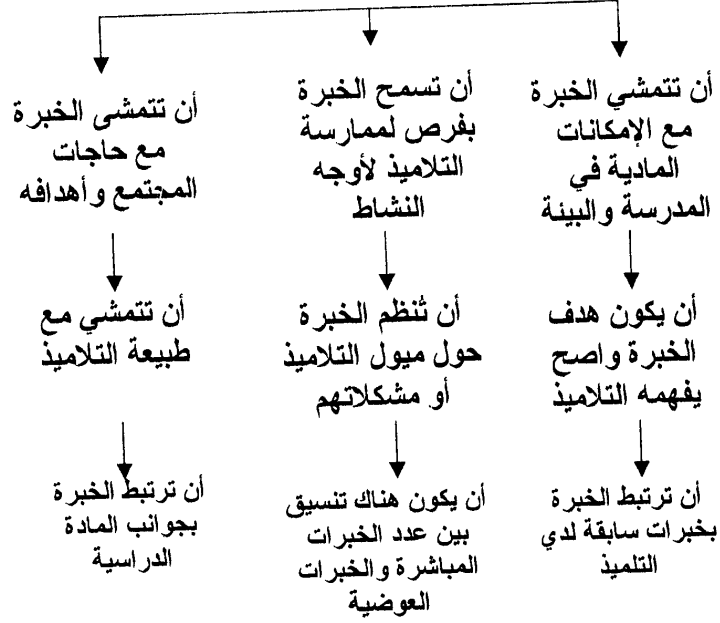 أن تتمشي الخبرة
مع الإمكانات
المادية في
المدرسة والبيئة
أن تسمح الخبرة
بفرص لممارسة
التلاميذ لأوجه
النشاط
أن تتمشى الخبرة
مع حاجات
المجتمع وأهدافه
أن يكون هدف
الخبرة واصح
يفهمه التلاميذ
أن تُنظم الخبرة
حول ميول التلاميذ
أو مشكلاتهم
أن تتمشي مع
طبيعة التلاميذ
أن ترتبط الخبرة
بخبرات سابقة لدي
التلميذ
أن يكون هناك تنسيق
بين عدد الخبرات
المباشرة والخبرات
العوضية
أن ترتبط الخبرة
بجوانب المادة
الدراسية